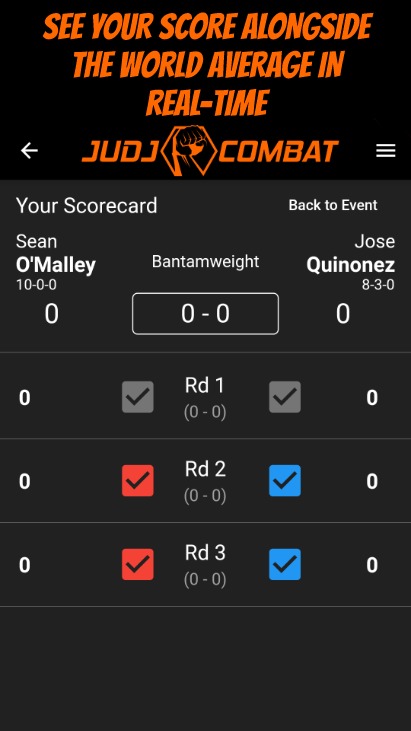 SEE YOUR SCORE ALONGSIDE
THE WORLD AVERAGE IN
REAL-TIME
JUDJ COMBAT
Your Scorecard Back to Event
Sean Jose
O'Malley Bantamweight Quinonez
10-0-0 8-3-0
0 0 - 0 0
Rd 1
0 (0 - 0) 0
Rd 2
0 (0 - 0) 0
Rd 3
0 (0 - 0) 0